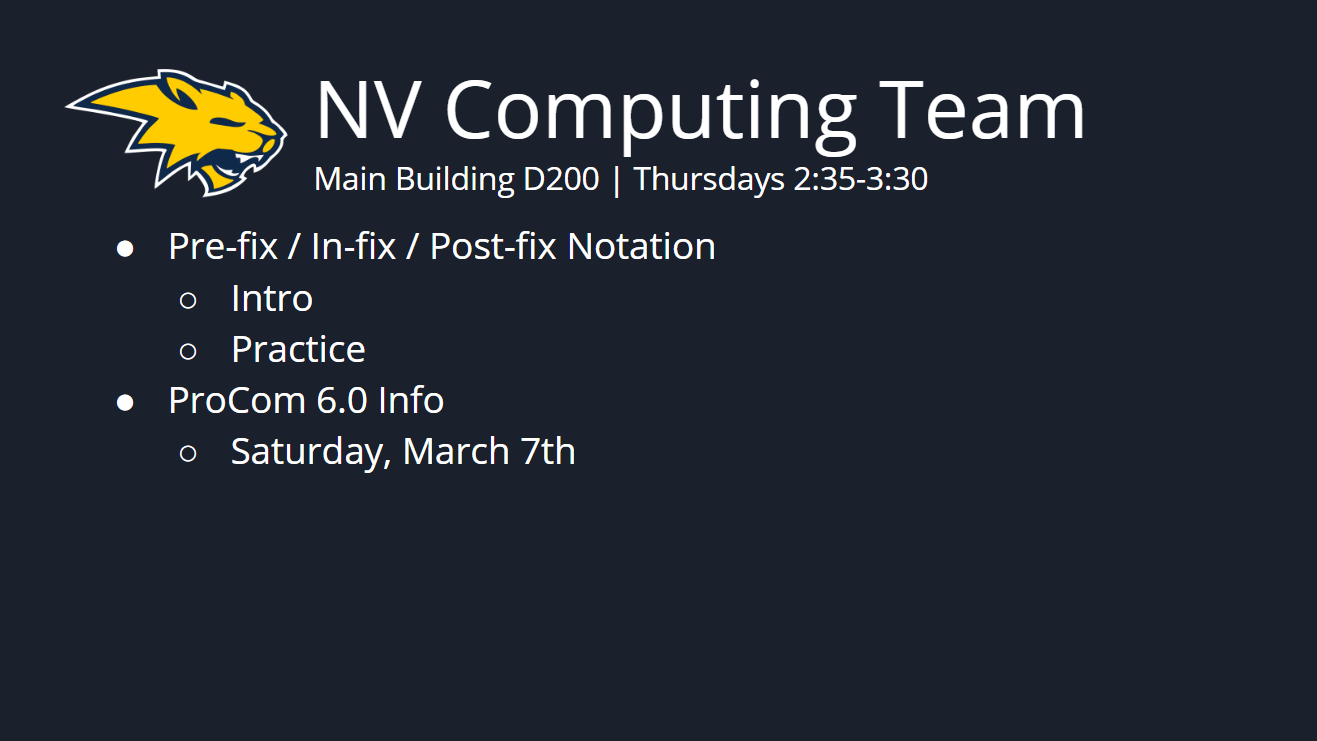 NV Computing Team
Main Building D200 | Thursdays 2:35-3:30
● Pre-fix / In-fix / Post-fix Notation
○ Intro
○ Practice
● ProCom 6.0 Info
○ Saturday, March 7th